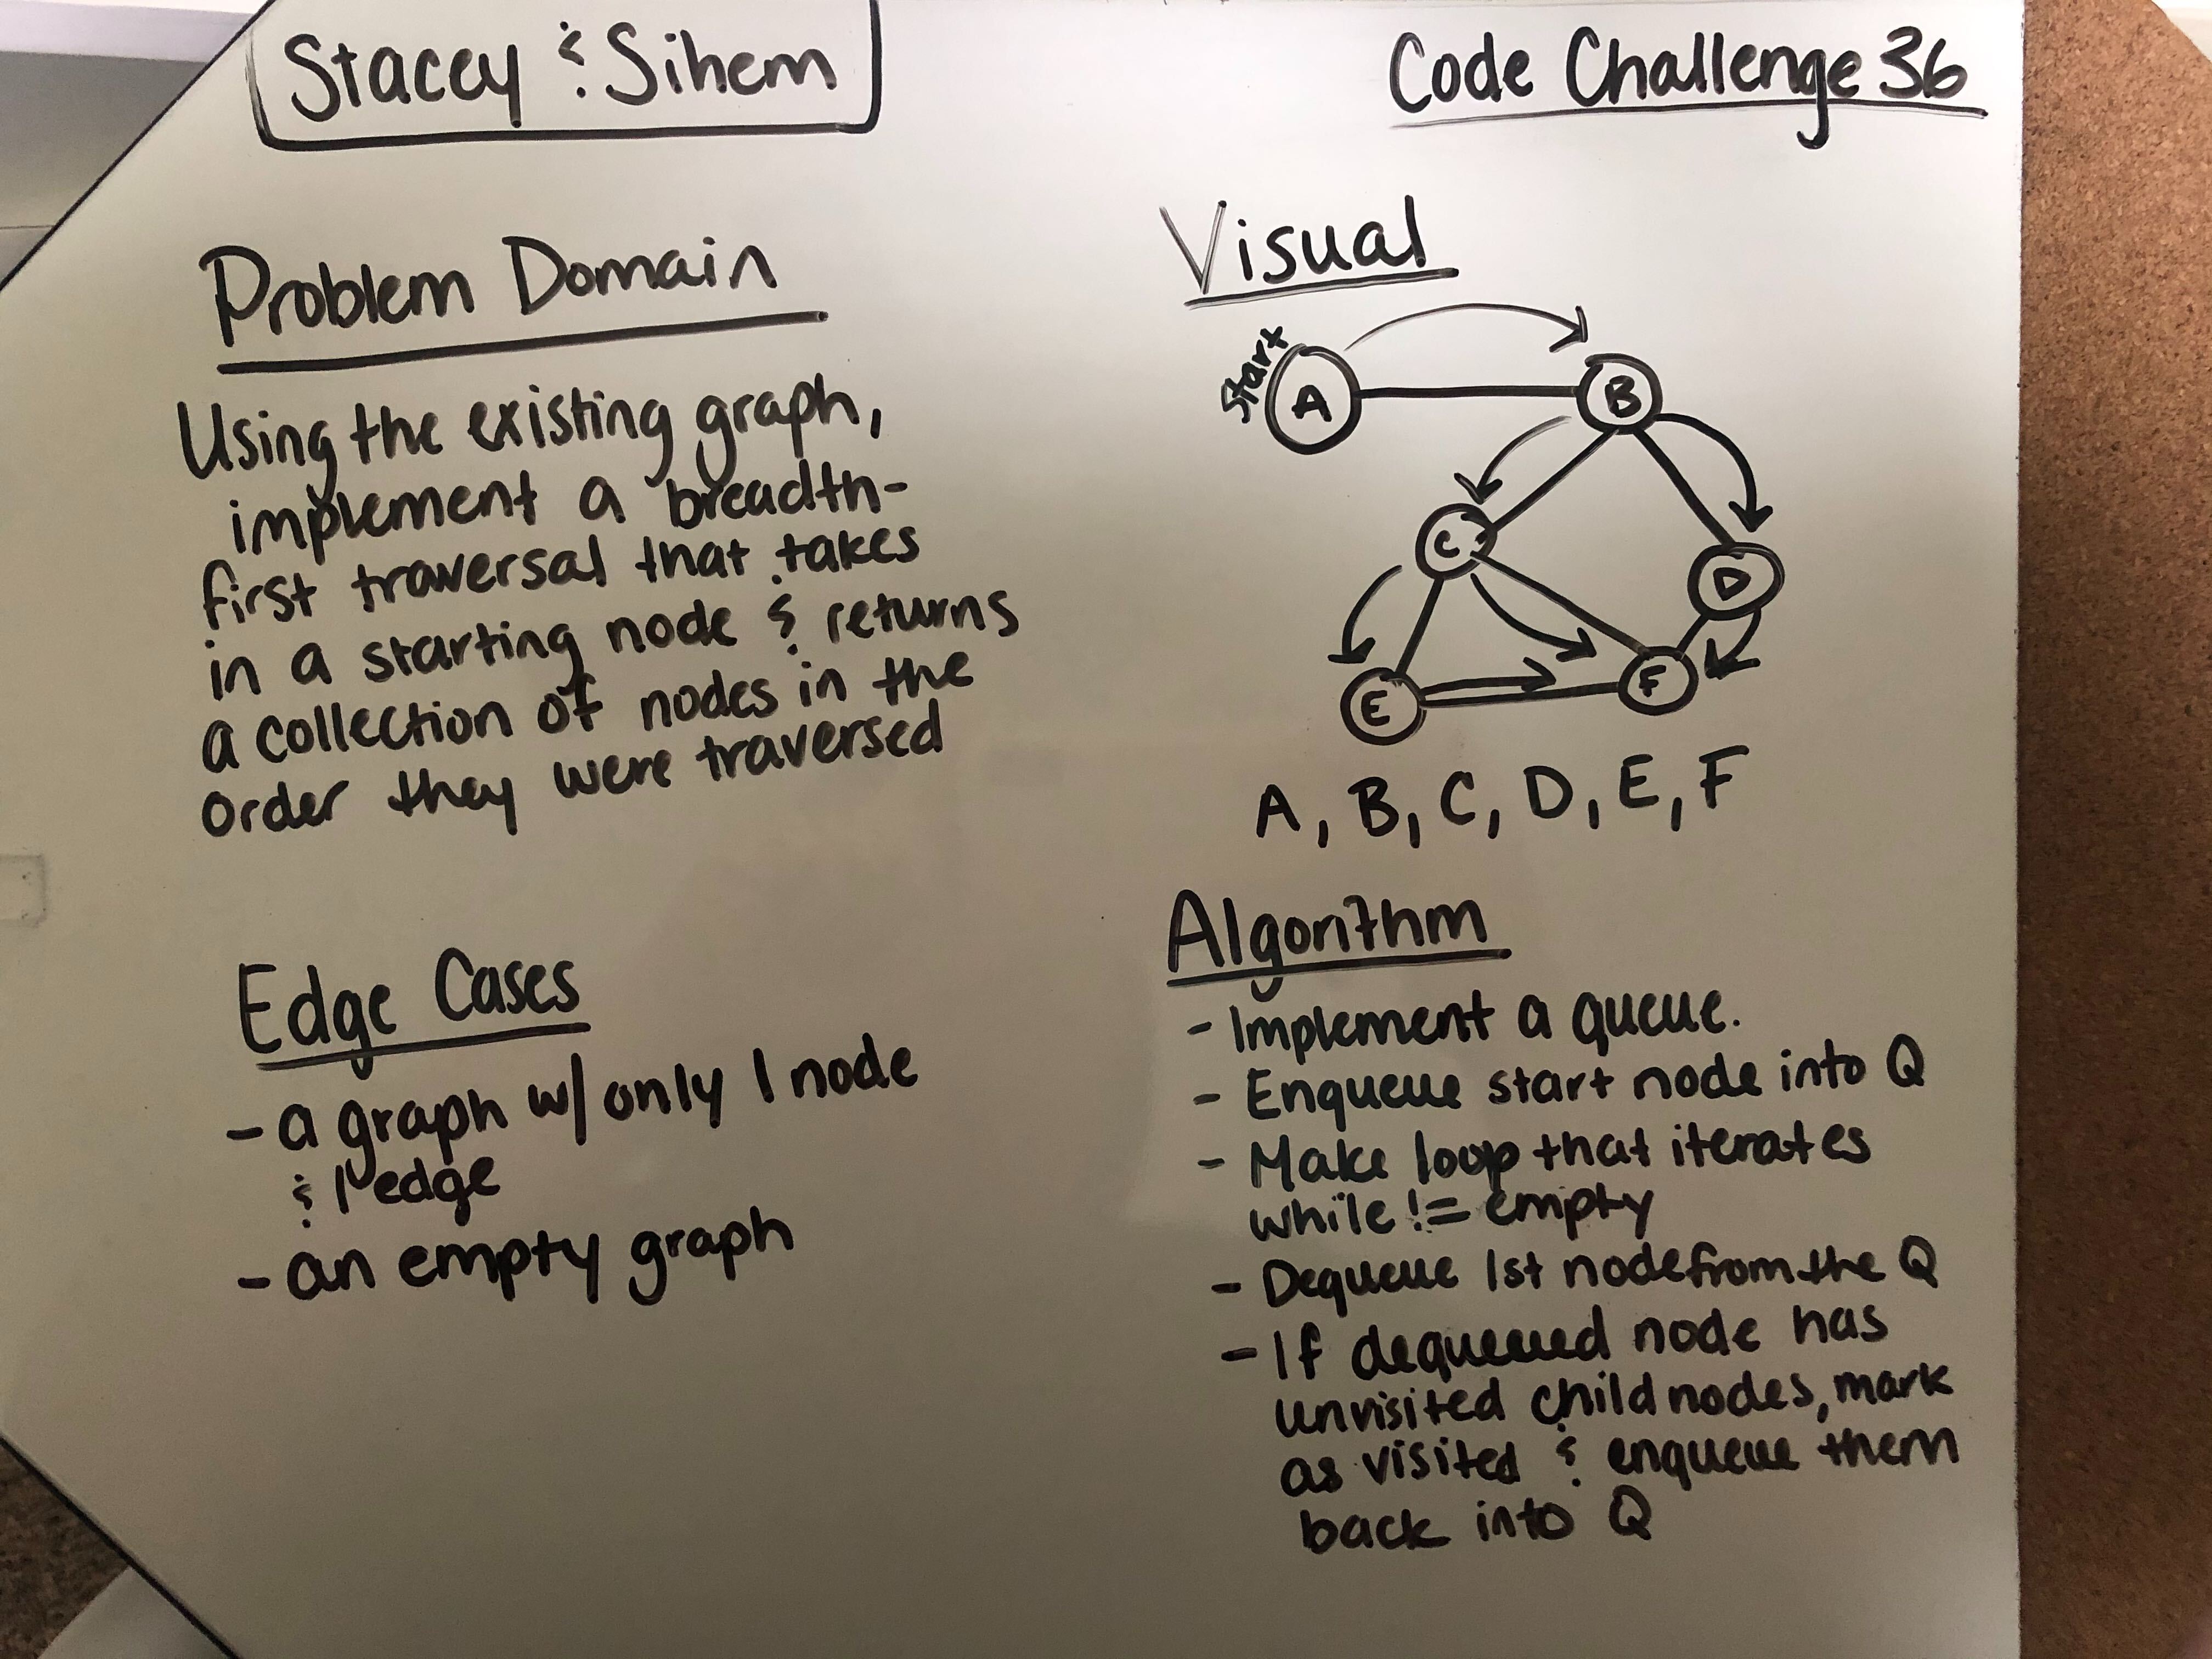 Stacey & Sihem
Code Challenge 36
Problem Domain
Using the existing graph,
implement a breadth-
first traversal that takes
in a starting node & returns
a collection of nodes in the
order they were traversed
Edge Cases
- a graph w/ only 1 node
& 1 edge
- an empty graph
Visual
Start
A
B
C
D
E
F
A, B, C, D, E, F
Algorithm
- Implement a queue.
- Enqueue start node into Q
- Make loop that iterates
while != empty
- Dequeue 1st node from the Q
- If dequeued node has
unvisited child nodes, mark
as visited & enqueue them
back into Q